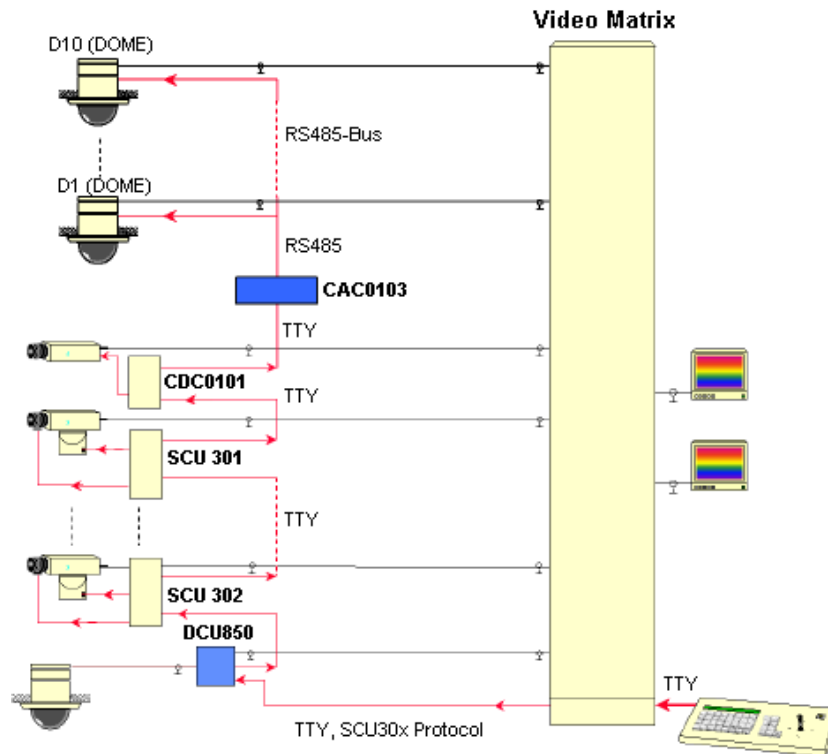 Video Matrix
D10 (DOME)
RS485-Bus
D1 (DOME)
RS485
CAC0103
TTY
CDC0101
TTY
SCU 301
TTY
SCU 302
DCU850
TTY
TTY, SCU30x Protocol